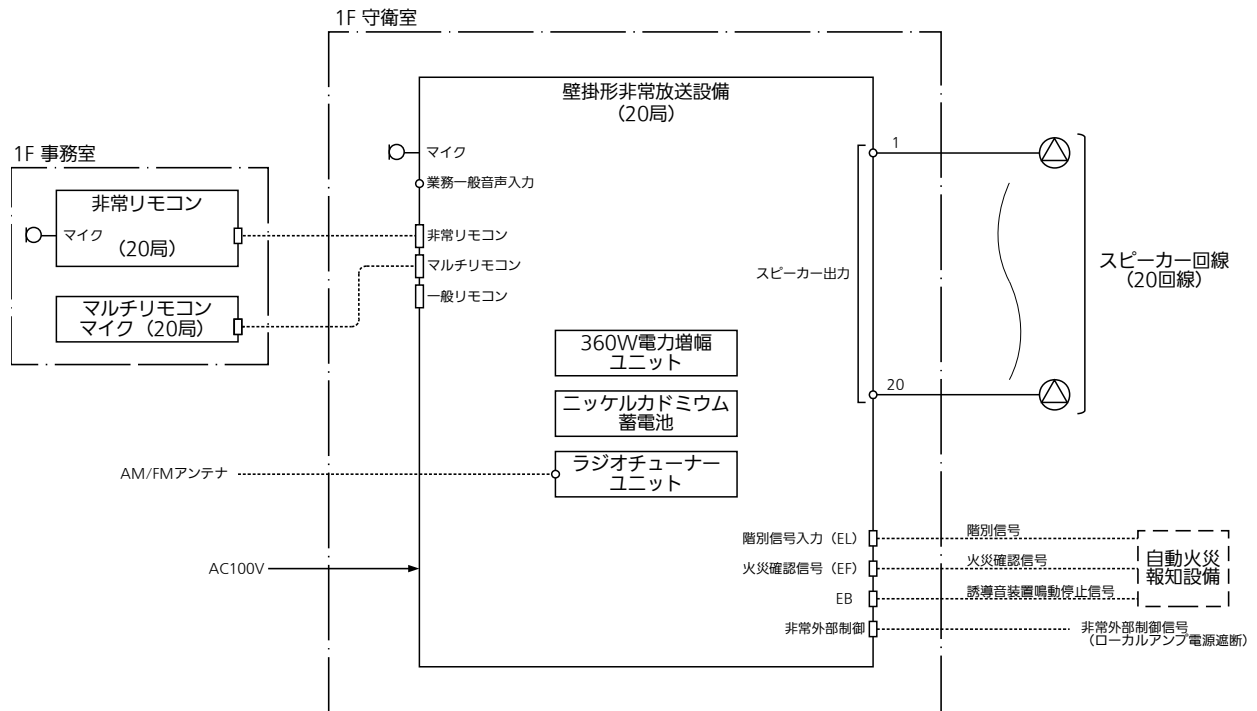 1F 守衛室
壁掛形非常放送設備
(20局)
1F 事務室
非常リモコン
マイク
(20局)
マルチリモコン
マイク (20局)
マイク
業務一般音声入力
非常リモコン
マルチリモコン
一般リモコン
スピーカー出力
1
20
スピーカー回線
(20回線)
360W電力増幅
ユニット
ニッケルカドミウム
蓄電池
ラジオチューナー
ユニット
AM/FMアンテナ
AC100V
階別信号入力 (EL)
火災確認信号 (EF)
EB
非常外部制御
階別信号
火災確認信号
誘導音装置鳴動停止信号
自動火災
報知設備
非常外部制御信号
(ローカルアンプ電源遮断)